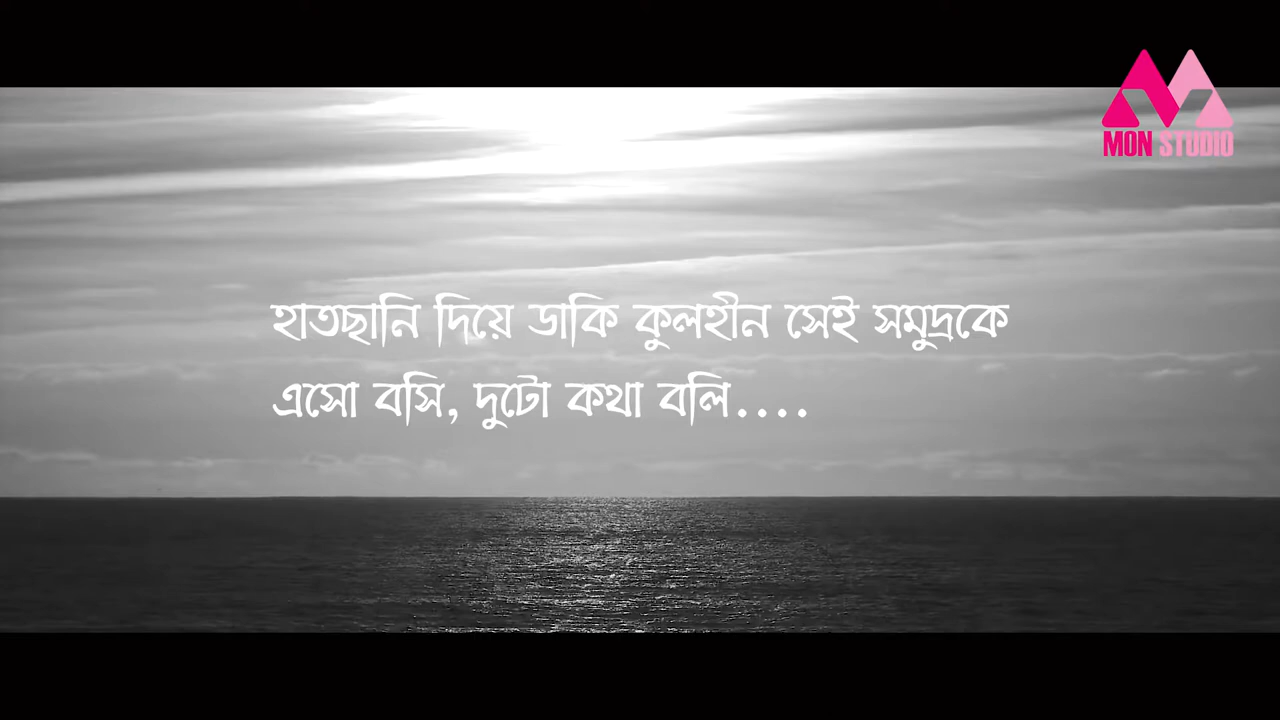 MON STUDIO
হাতছানি দিয়ে ডাকি কুলহীন সেই সমুদ্রকে
এসো বসি, দুটো কথা বলি....